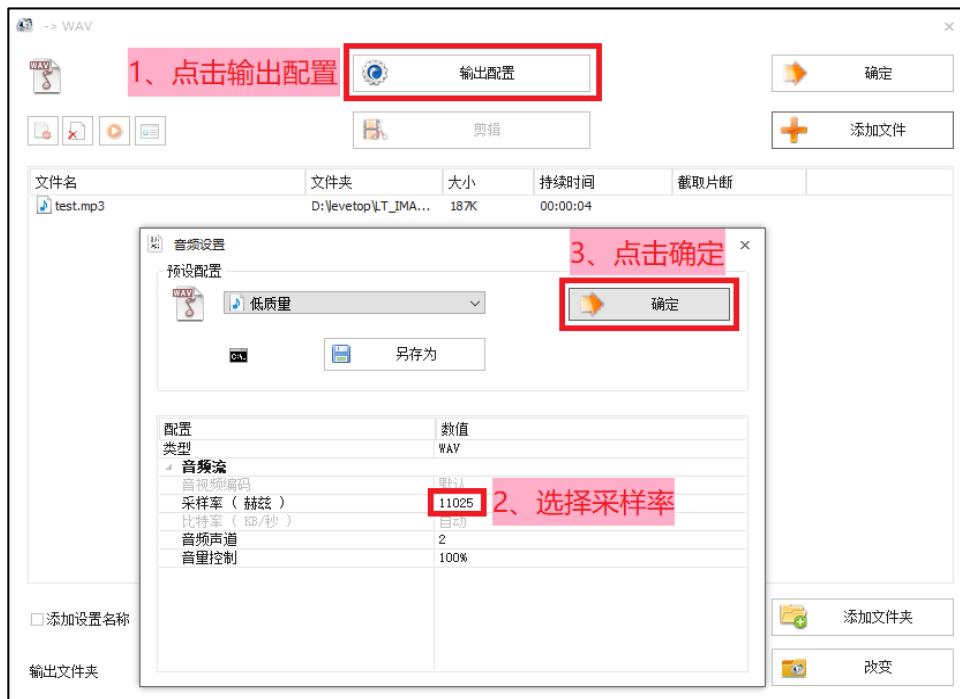 -> WAV
1、点击输出配置
输出配置
确定
剪辑
添加文件
文件名 文件夹 大小 持续时间 截取片断
test.mp3 D:\levetop\LT_IMA... 187K 00:00:04
音频设置
3、点击确定
预设配置
WAV
低质量
确定
C:\.
另存为
配置 数值
类型 WAV
音频流
音视频编码 默认
采样率 ( 赫兹 ) 11025
2、选择采样率
比特率 ( KB/秒 ) 自动
音频声道 2
音量控制 100%
添加设置名称
添加文件夹
输出文件夹
改变